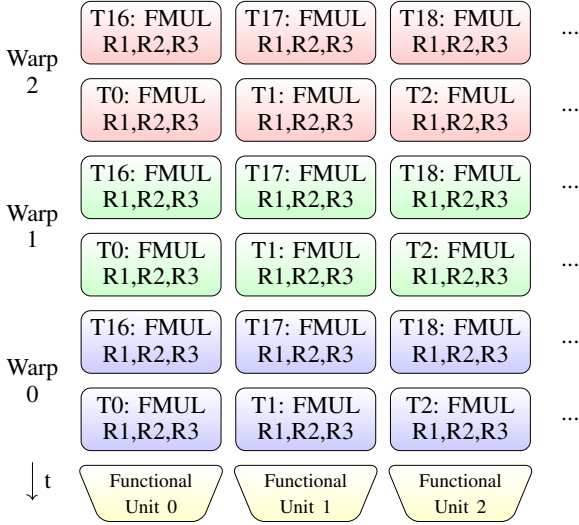 T16: FMUL
R1,R2,R3
T17: FMUL
R1,R2,R3
T18: FMUL
R1,R2,R3
...
Warp
2
T0: FMUL
R1,R2,R3
T1: FMUL
R1,R2,R3
T2: FMUL
R1,R2,R3
...
T16: FMUL
R1,R2,R3
T17: FMUL
R1,R2,R3
T18: FMUL
R1,R2,R3
...
Warp
1
T0: FMUL
R1,R2,R3
T1: FMUL
R1,R2,R3
T2: FMUL
R1,R2,R3
...
T16: FMUL
R1,R2,R3
T17: FMUL
R1,R2,R3
T18: FMUL
R1,R2,R3
...
Warp
0
T0: FMUL
R1,R2,R3
T1: FMUL
R1,R2,R3
T2: FMUL
R1,R2,R3
...
t
Functional
Unit 0
Functional
Unit 1
Functional
Unit 2